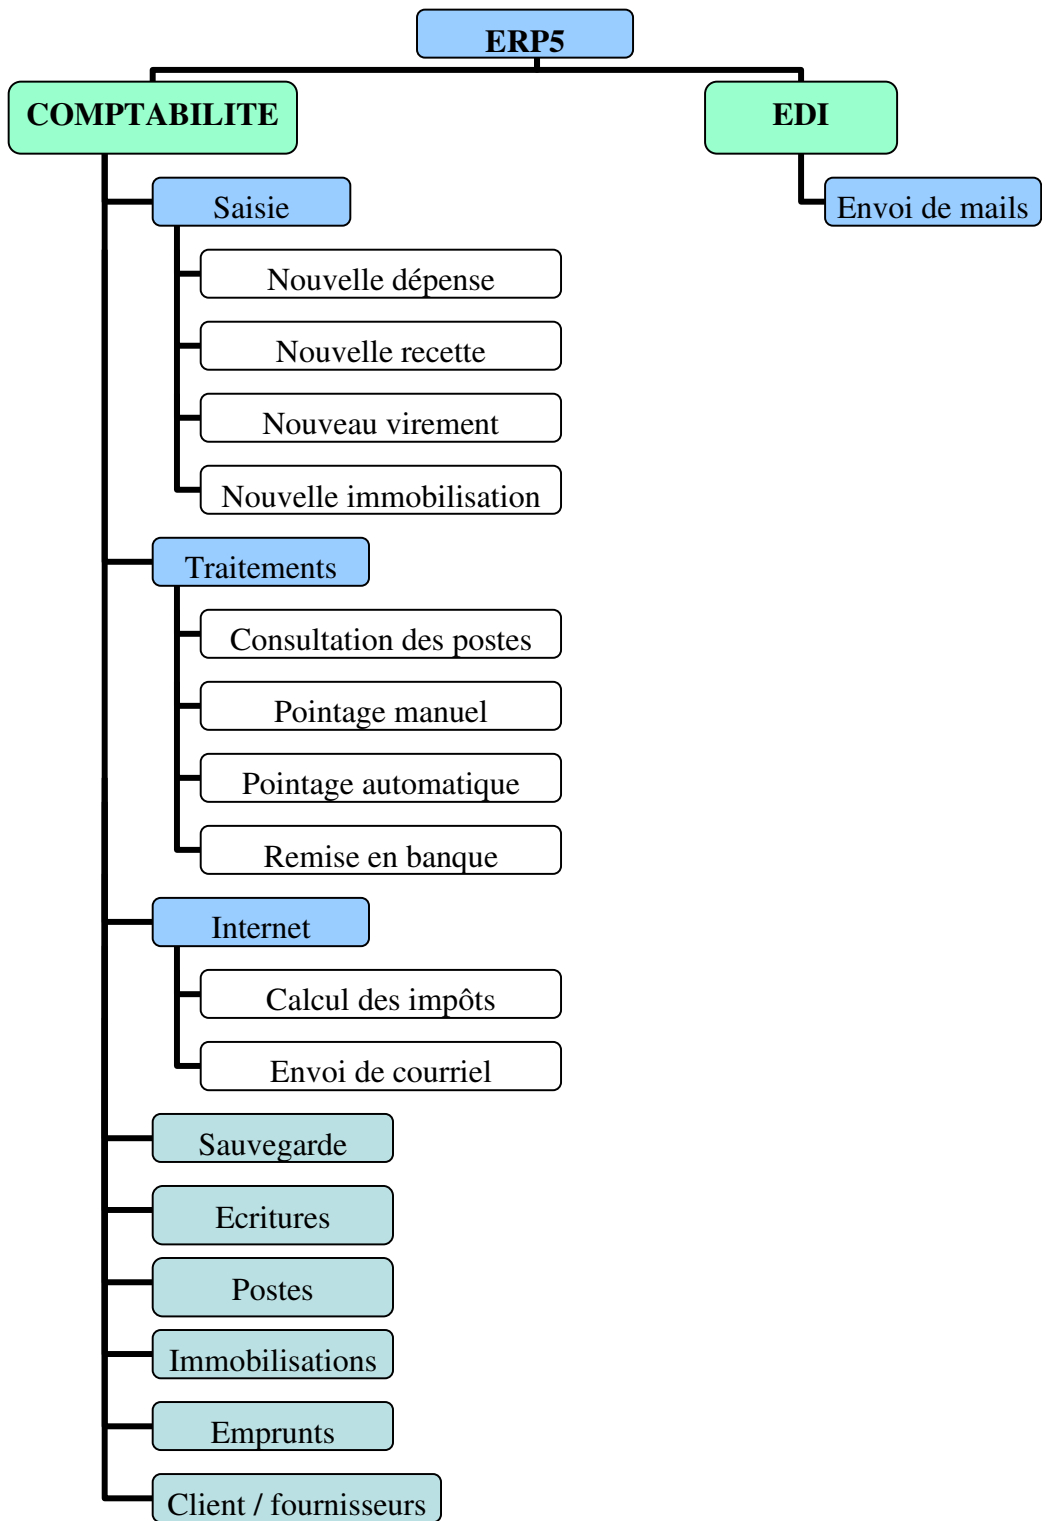 ERP5
COMPTABILITE
EDI
Saisie
Envoi de mails
Nouvelle dépense
Nouvelle recette
Nouveau virement
Nouvelle immobilisation
Traitements
Consultation des postes
Pointage manuel
Pointage automatique
Remise en banque
Internet
Calcul des impôts
Envoi de courriel
Sauvegarde
Ecritures
Postes
Immobilisations
Emprunts
Client / fournisseurs